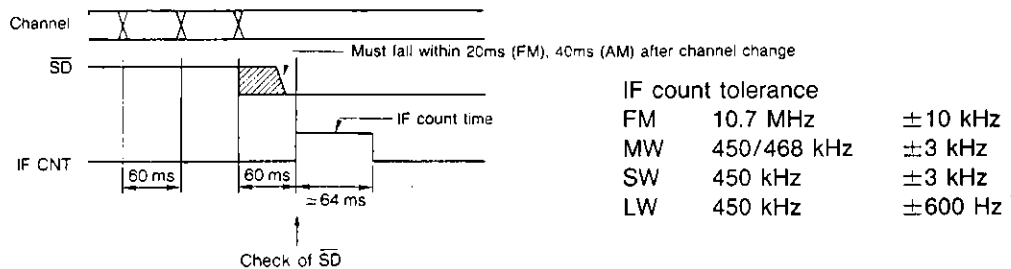 Channel
Must fall within 20ms (FM), 40ms (AM) after channel change
SD
IF count time
IF CNT
60 ms
60 ms
≃64 ms
Check of SD
IF count tolerance
FM 10.7 MHz ±10 kHz
MW 450/468 kHz ±3 kHz
SW 450 kHz ±3 kHz
LW 450 kHz ±600 Hz